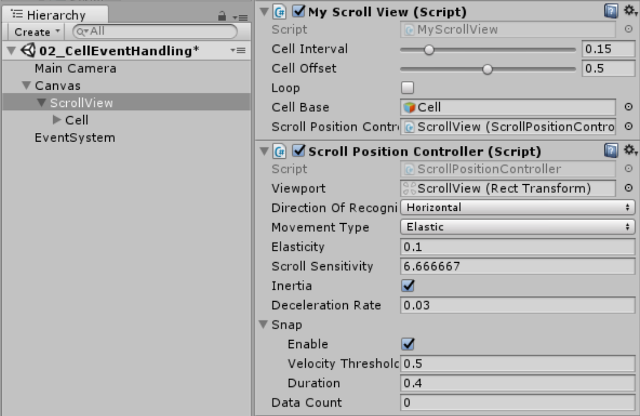 Hierarchy
Create
All
02_CellEventHandling*
Main Camera
Canvas
ScrollView
Cell
EventSystem
My Scroll View (Script)
Script MyScrollView
Cell Interval 0.15
Cell Offset 0.5
Loop
Cell Base Cell
Scroll Position Contr ScrollView (ScrollPositionContro
Scroll Position Controller (Script)
Script ScrollPositionController
Viewport ScrollView (Rect Transform)
Direction Of Recogni Horizontal
Movement Type Elastic
Elasticity 0.1
Scroll Sensitivity 6.666667
Inertia
Deceleration Rate 0.03
Snap
Enable
Velocity Threshold 0.5
Duration 0.4
Data Count 0